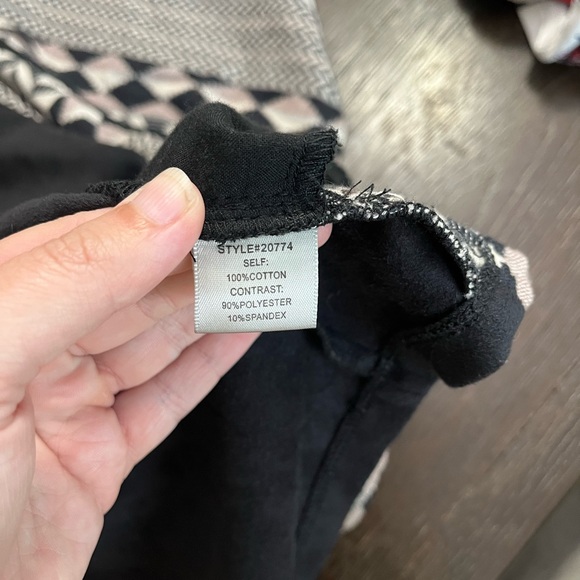 STYLE#20774
SELF:
100%COTTON
CONTRAST:
90%POLYESTER
10%SPANDEX